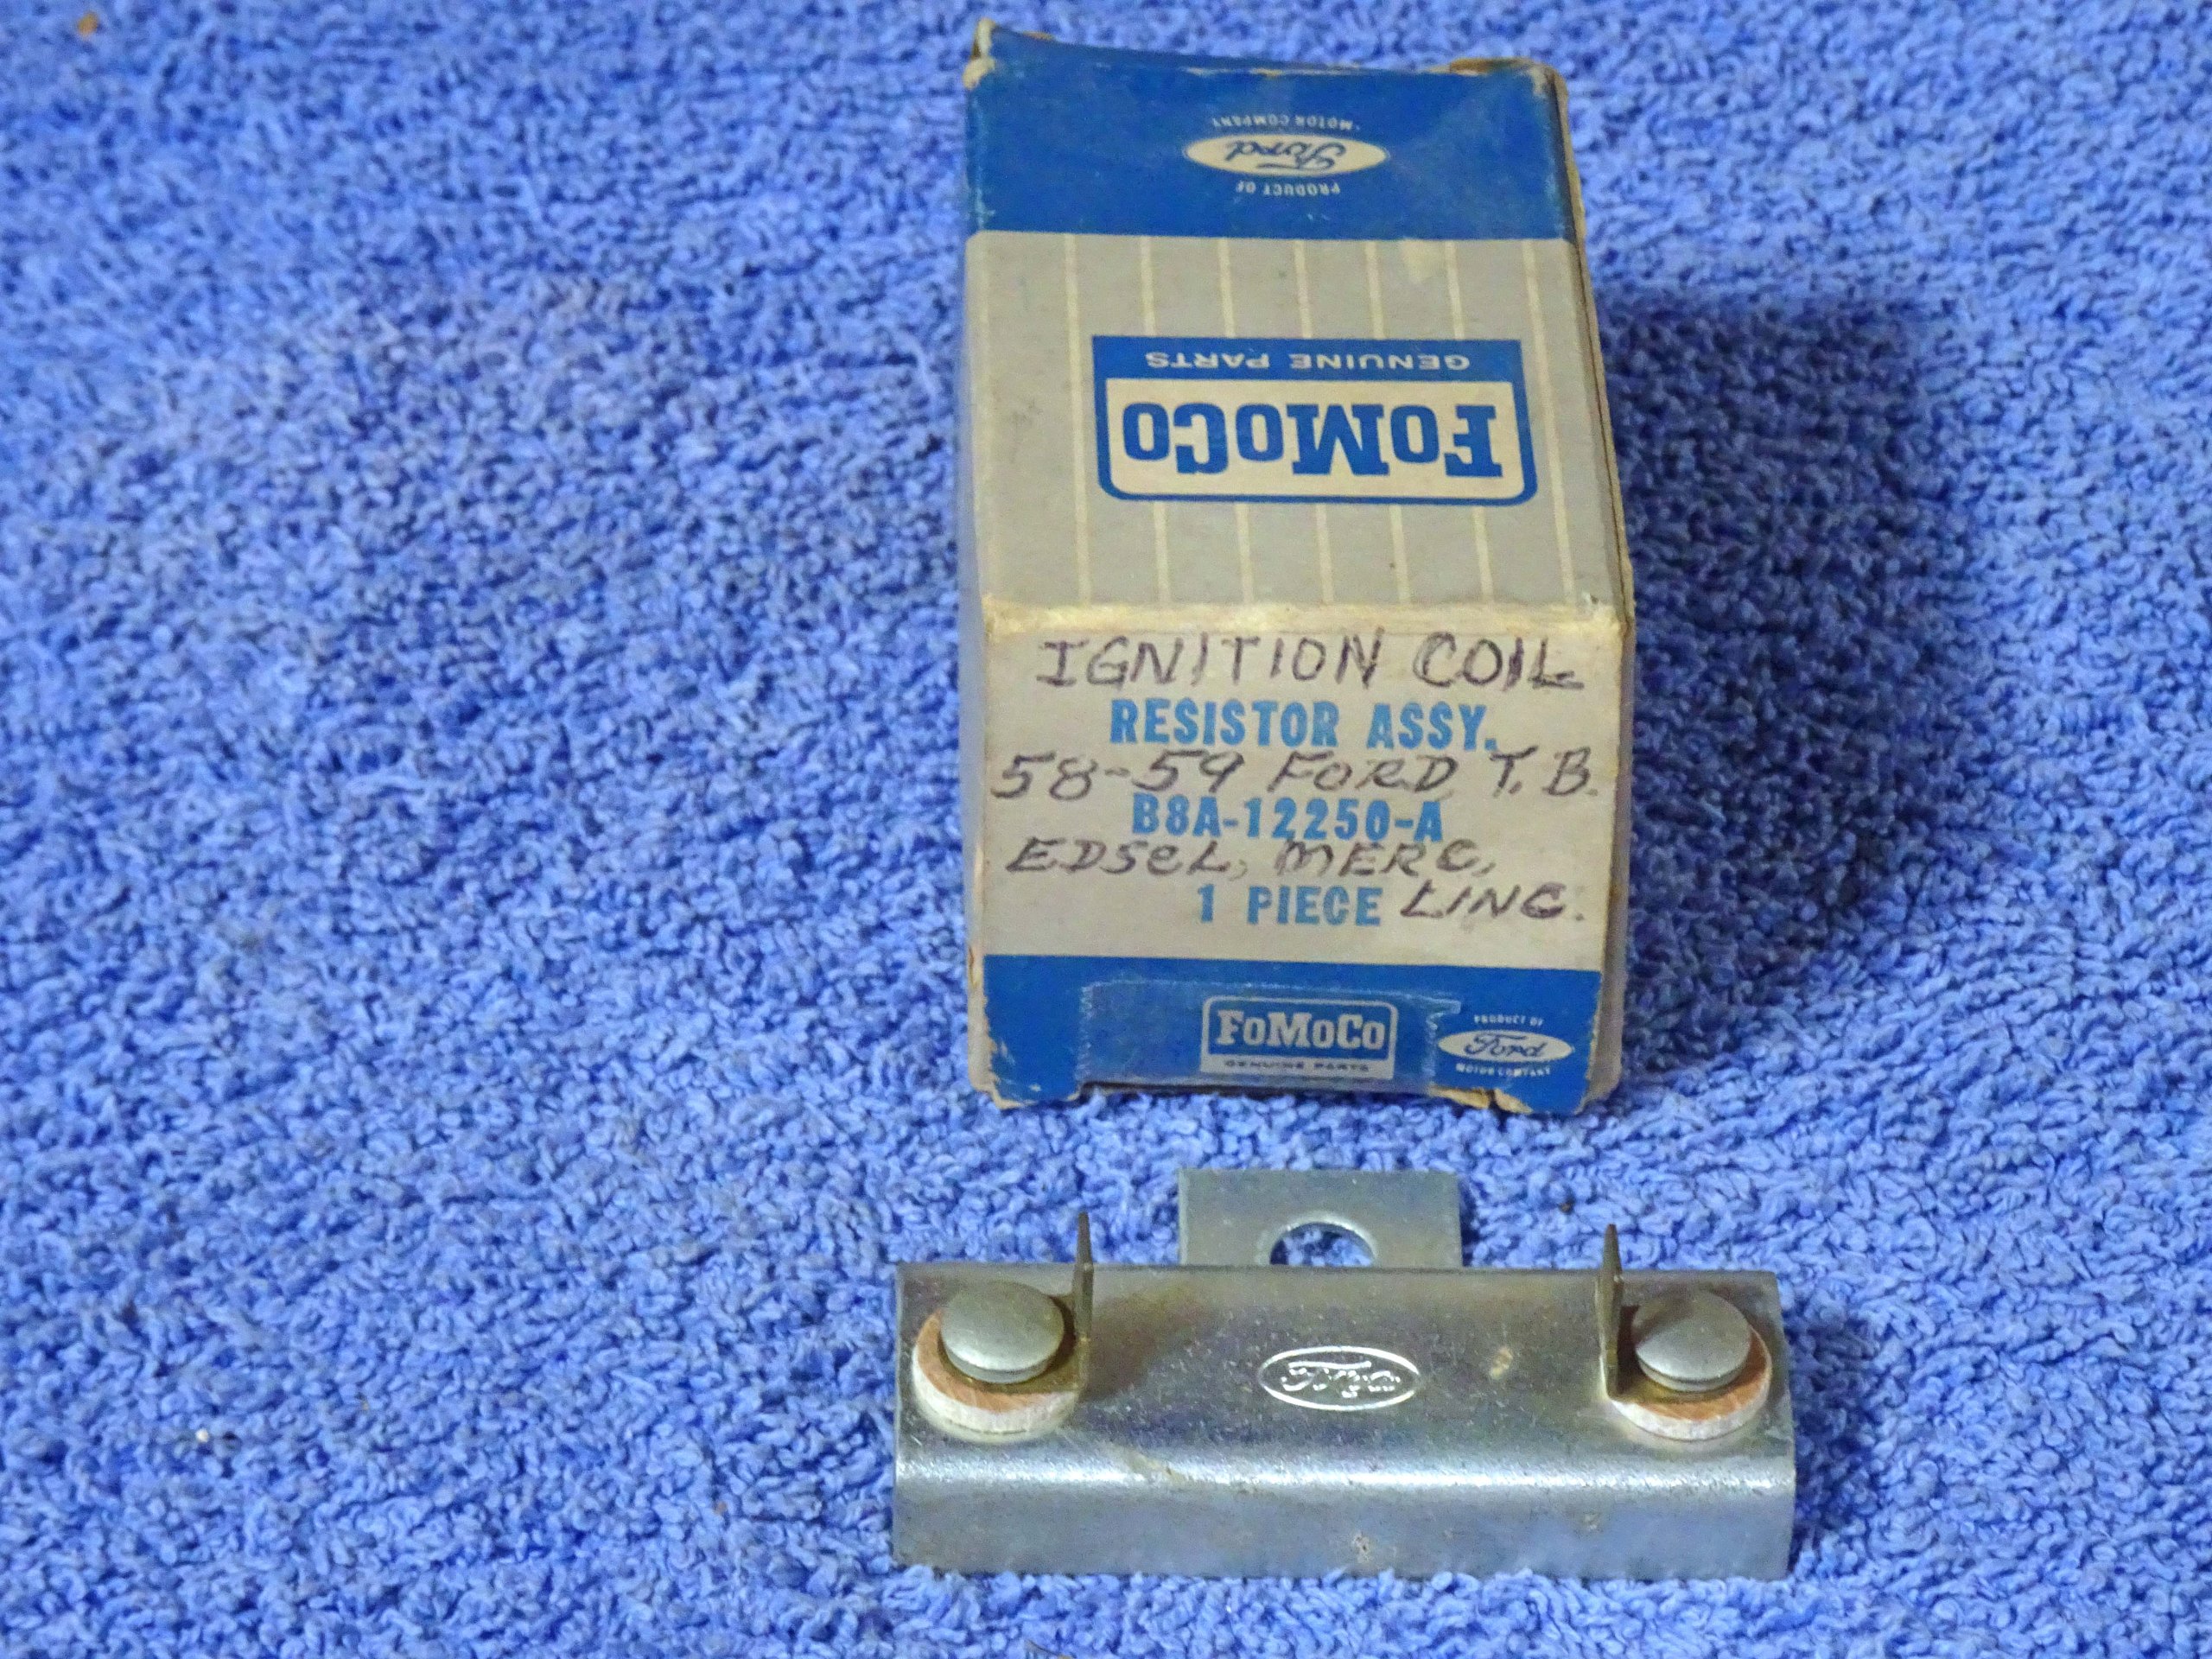 PRODUCT OF
Ford
MOTOR COMPANY
GENUINE PARTS
FoMoCo
IGNITION COIL
RESISTOR ASSY.
58-59 FORD T.B.
B8A-12250-A
EDSEL, MERC,
1 PIECE LINC.
FoMoCo
GENUINE PARTS
PRODUCT OF
Ford
MOTOR COMPANY
Ford